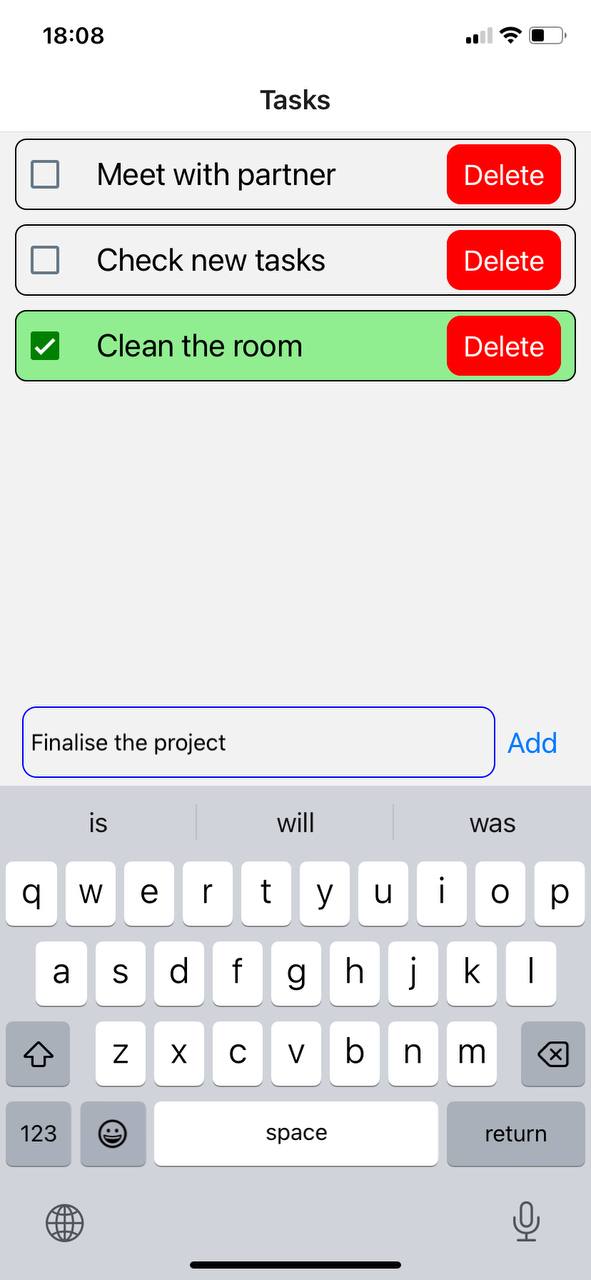 18:08
Tasks
Meet with partner Delete
Check new tasks Delete
Clean the room Delete
Finalise the project Add
is will was
q w e r t y u i o p
a s d f g h j k l
z x c v b n m
123 space return